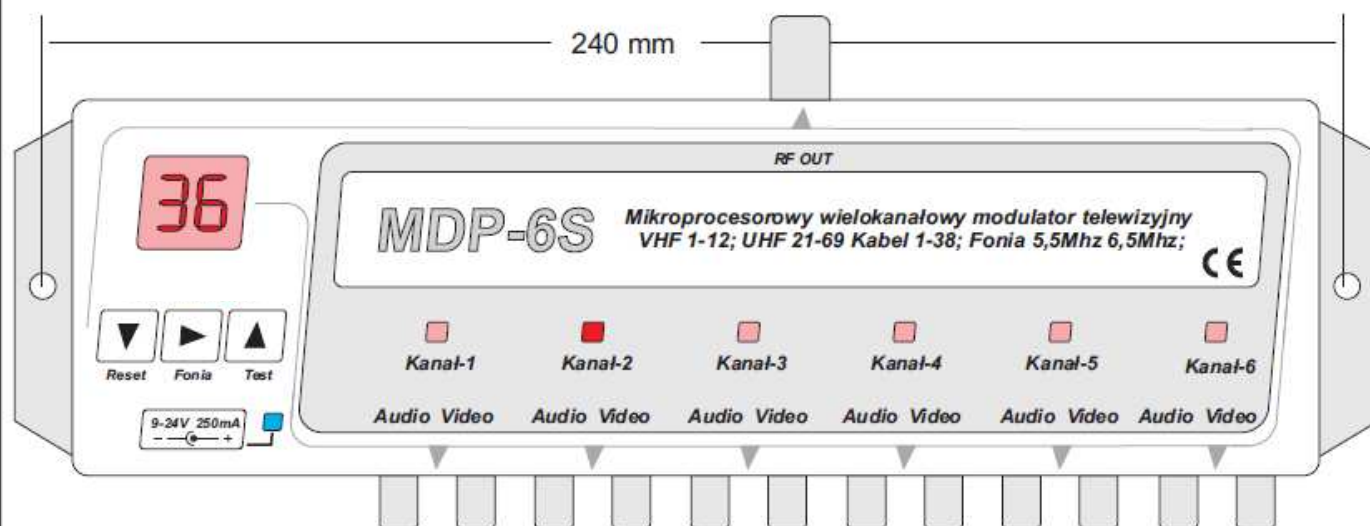 240 mm
RF OUT
36
MDP-6S
Mikroprocesorowy wielokanałowy modulator telewizyjny
VHF 1-12; UHF 21-69 Kabel 1-38; Fonia 5,5Mhz 6,5Mhz;
CE
Kanał-1 Kanał-2 Kanał-3 Kanał-4 Kanał-5 Kanał-6
Reset Fonia Test
Audio Video Audio Video Audio Video Audio Video Audio Video Audio Video
9-24V 250mA
- +